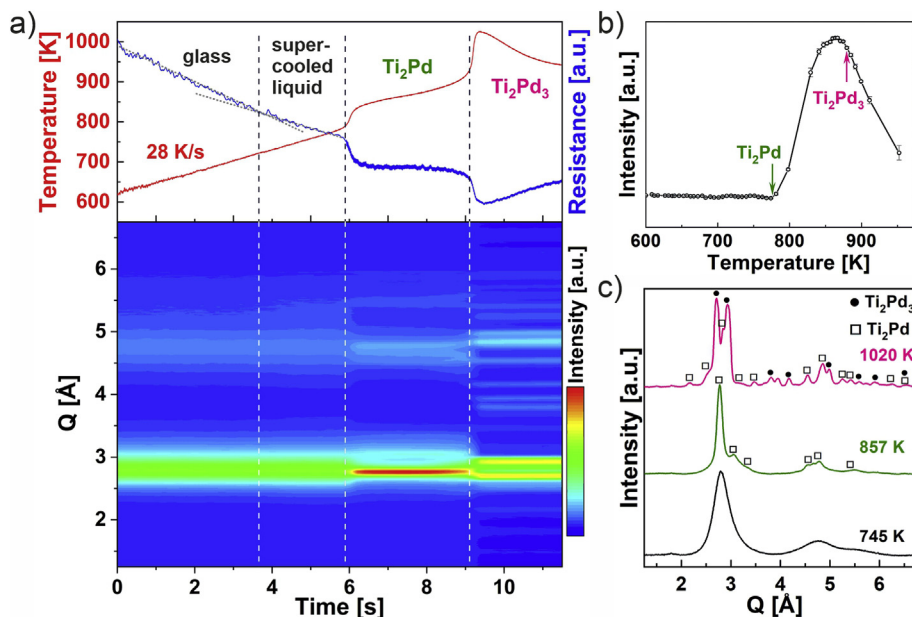 a)
Temperature [K]
1000
900
800
700
600
glass
super-
cooled
liquid
Ti₂Pd
Ti₂Pd₃
28 K/s
Resistance [a.u.]
Q [Å]
6
5
4
3
2
0 2 4 6 8 10
Time [s]
Intensity [a.u.]
b)
Intensity [a.u.]
Ti₂Pd
Ti₂Pd₃
600 700 800 900
Temperature [K]
c)
Intensity [a.u.]
● Ti₂Pd₃
□ Ti₂Pd
1020 K
857 K
745 K
2 3 4 5 6
Q [Å]